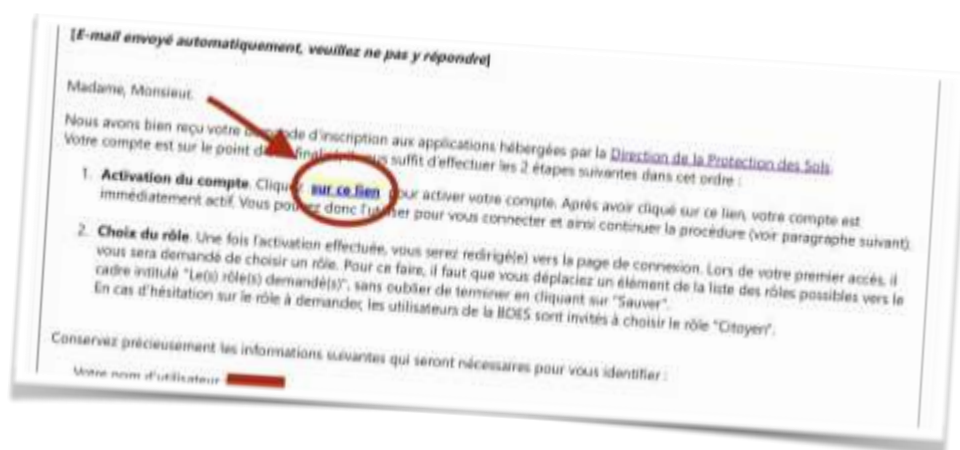 [E-mail envoyé automatiquement, veuillez ne pas y répondre]
Madame, Monsieur.
Nous avons bien reçu votre d'inscription aux applications hébergées par la Direction de la Protection des Sols.
Votre compte est sur le point suffit d'effectuer les 2 étapes suivantes dans cet ordre :
1. Activation du compte. Cliquez sur ce lien pour activer votre compte. Après avoir cliqué sur ce lien, votre compte est
immédiatement actif. Vous pouvez donc l'utiliser pour vous connecter et ainsi continuer la procédure (voir paragraphe suivant).
2. Choix du rôle. Une fois l'activation effectuée, vous serez redirigé(e) vers la page de connexion. Lors de votre premier accès, il
vous sera demandé de choisir un rôle. Pour ce faire, il faut que vous déplaciez un élément de la liste des rôles possibles vers le
cadre intitulé "Le(s) rôle(s) demandé(s)", sans oublier de terminer en cliquant sur "Sauver".
En cas d'hésitation sur le rôle à demander, les utilisateurs de la BDES sont invités à choisir le rôle "Citoyen".
Conservez précieusement les informations suivantes qui seront nécessaires pour vous identifier :
Votre nom d'utilisateur